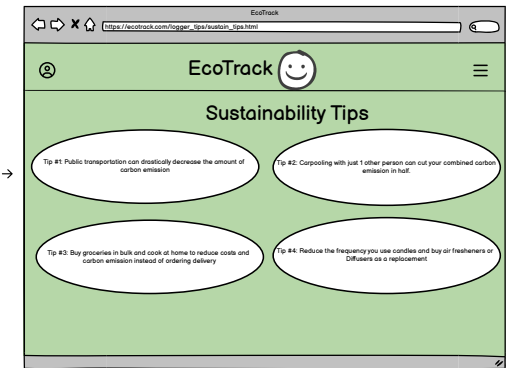 EcoTrack
https://ecotrack.com/logger_tips/sustain_tips.html
EcoTrack
Sustainability Tips
Tip #1: Public transportation can drastically decrease the amount of
carbon emission
Tip #2: Carpooling with just 1 other person can cut your combined carbon
emission in half.
Tip #3: Buy groceries in bulk and cook at home to reduce costs and
carbon emission instead of ordering delivery
Tip #4: Reduce the frequency you use candles and buy air fresheners or
Diffusers as a replacement